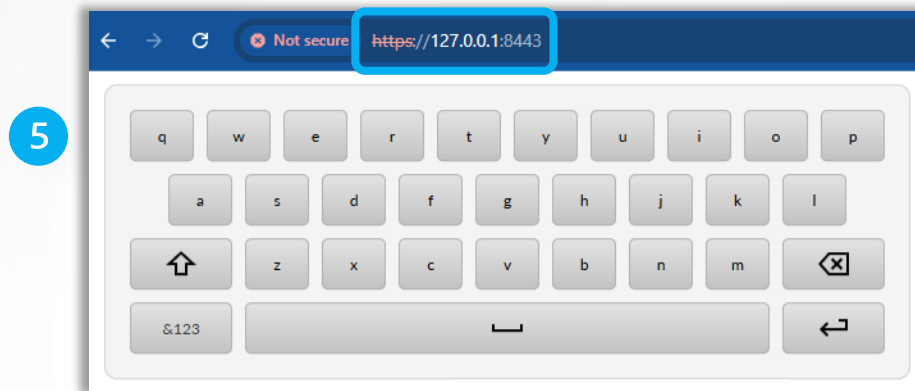 Not secure https://127.0.0.1:8443
5
q w e r t y u i o p
a s d f g h j k l
z x c v b n m
&123